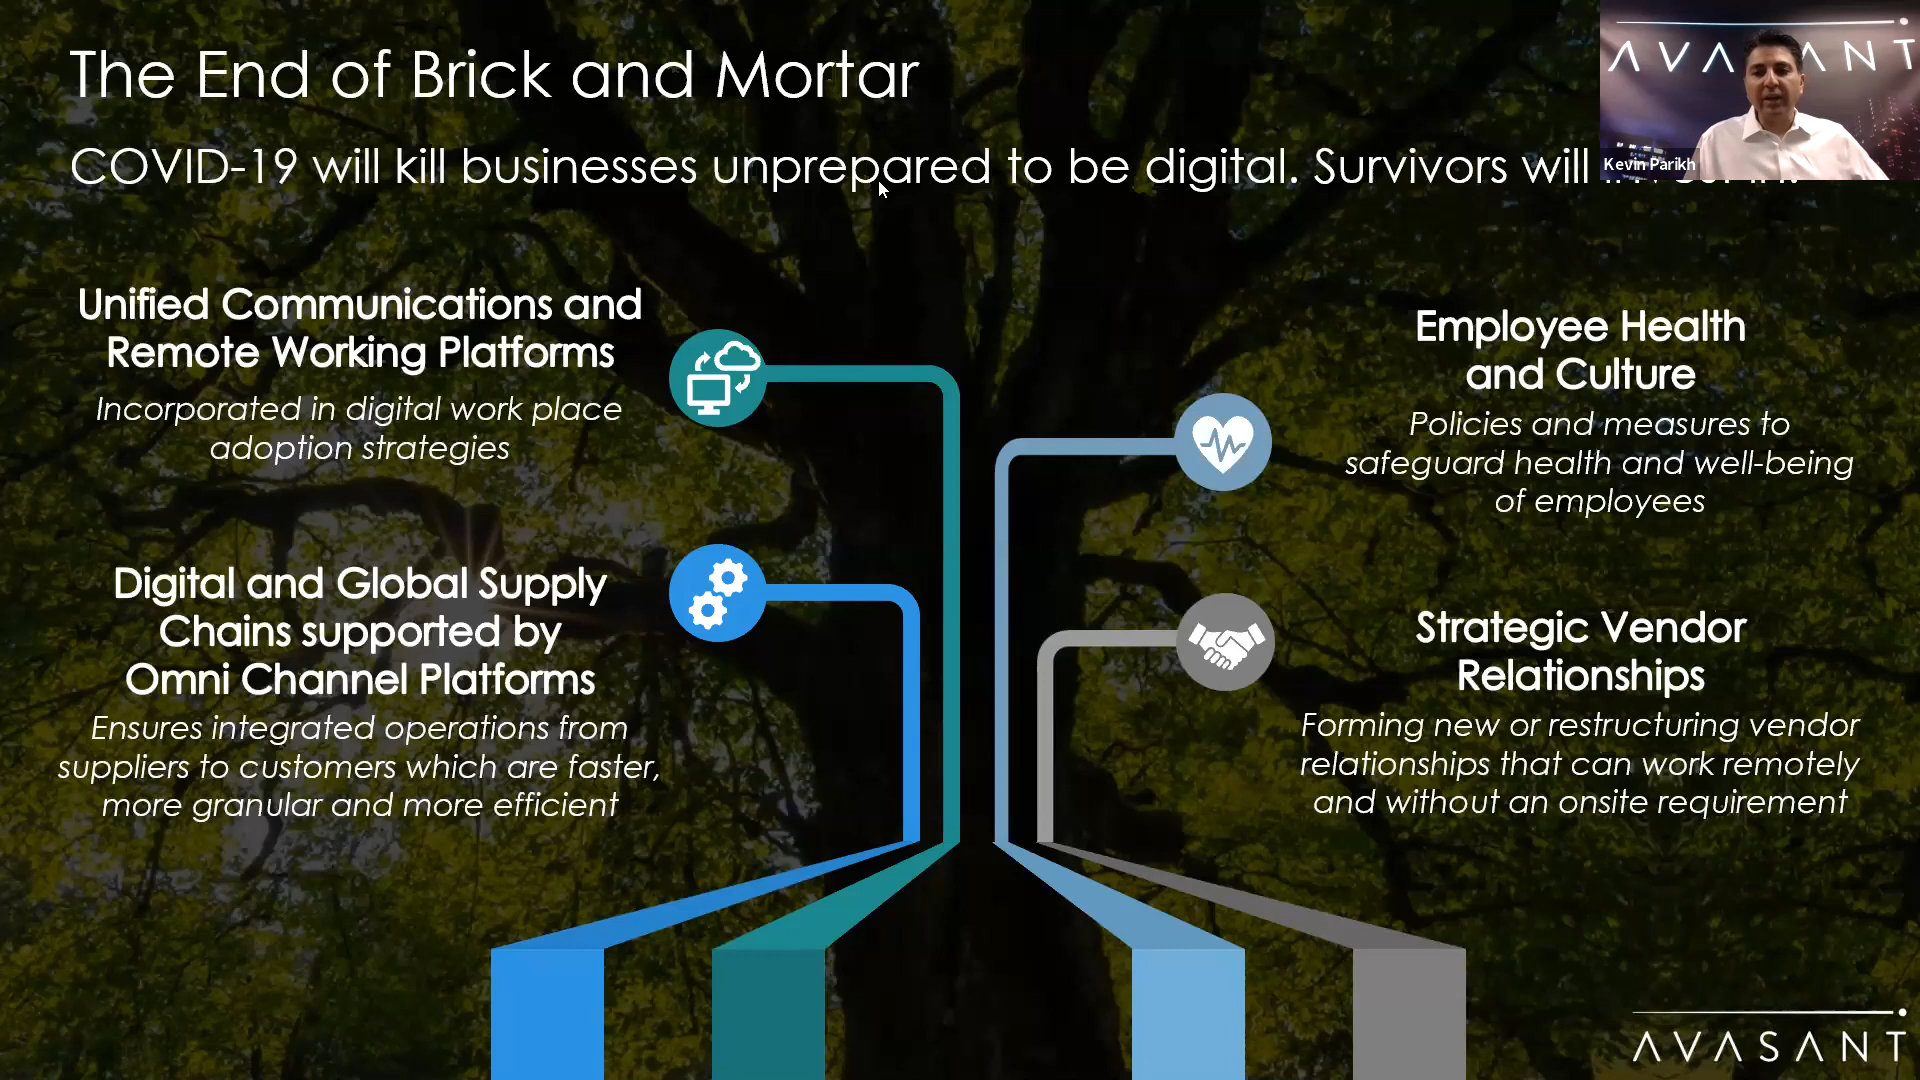 The End of Brick and Mortar
COVID-19 will kill businesses unprepared to be digital. Survivors will
AVASANT
Kevin Parikh
Unified Communications and
Remote Working Platforms
Incorporated in digital work place
adoption strategies
Digital and Global Supply
Chains supported by
Omni Channel Platforms
Ensures integrated operations from
suppliers to customers which are faster,
more granular and more efficient
Employee Health
and Culture
Policies and measures to
safeguard health and well-being
of employees
Strategic Vendor
Relationships
Forming new or restructuring vendor
relationships that can work remotely
and without an onsite requirement
AVASANT